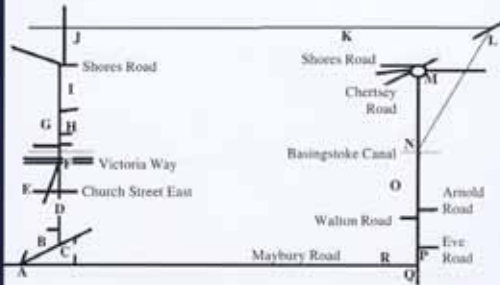 J
K
L
Shores Road
Shores Road
M
I
Chertsey
Road
G
H
N
Basingstoke Canal
F
Victoria Way
E
Church Street East
O
Arnold
Road
D
Walton Road
B
C
Eve
Road
Maybury Road
R
P
A
Q